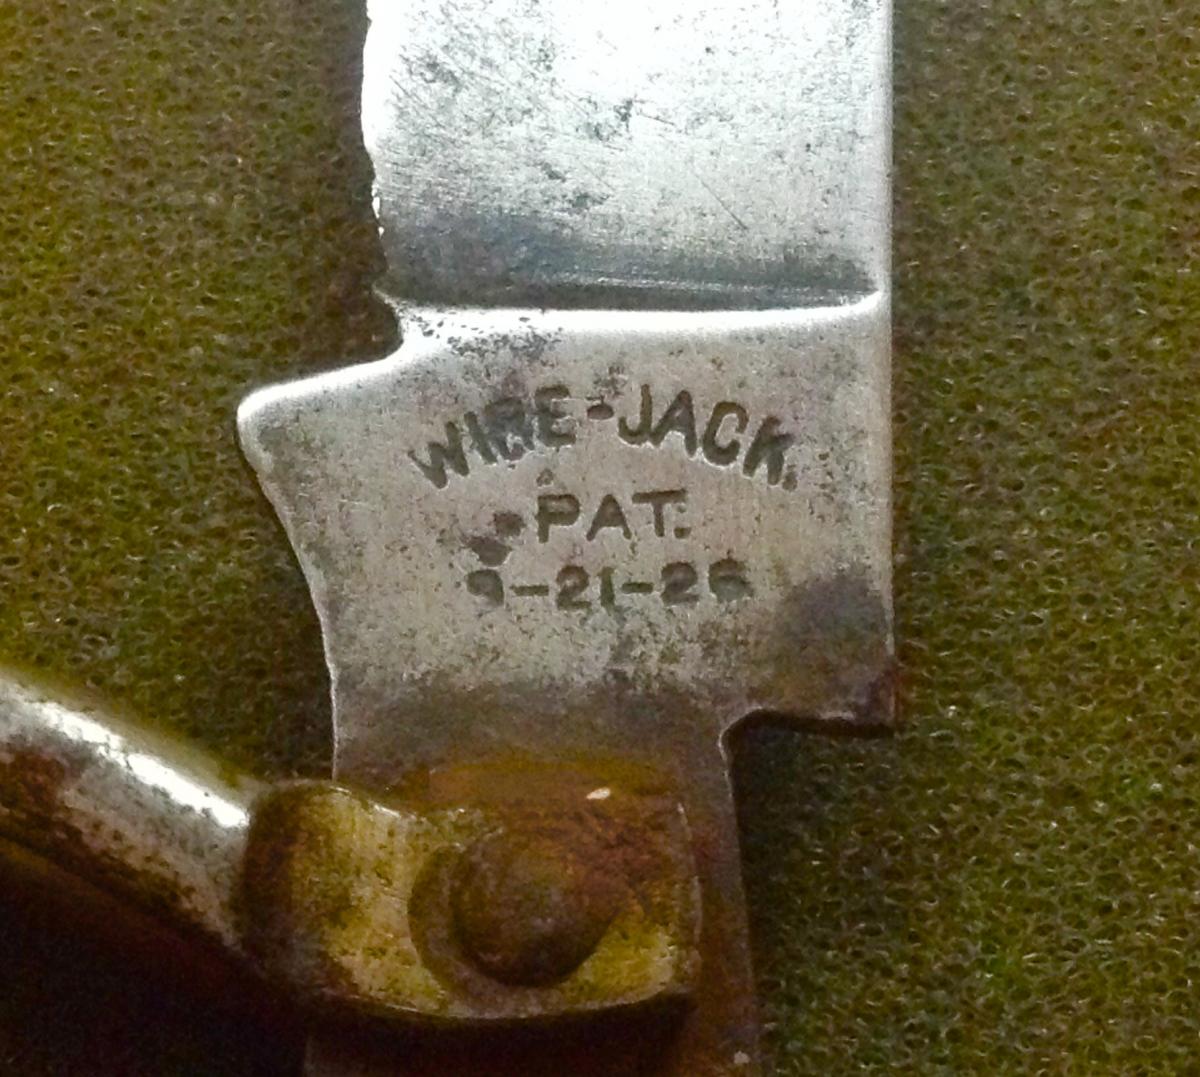 WIRE-JACK.
PAT.
9-21-26